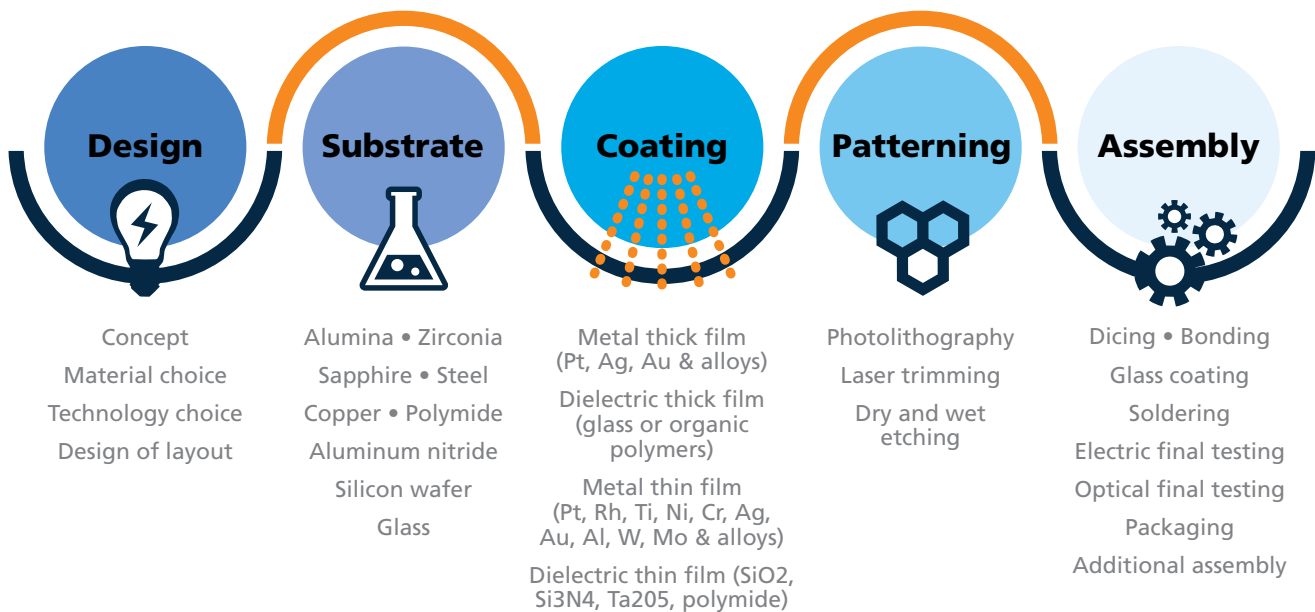 Design
Substrate
Coating
Patterning
Assembly
Concept
Material choice
Technology choice
Design of layout
Alumina • Zirconia
Sapphire • Steel
Copper • Polymide
Aluminum nitride
Silicon wafer
Glass
Metal thick film
(Pt, Ag, Au & alloys)
Dielectric thick film
(glass or organic
polymers)
Metal thin film
(Pt, Rh, Ti, Ni, Cr, Ag,
Au, Al, W, Mo & alloys)
Dielectric thin film (SiO2,
Si3N4, Ta205, polymide)
Photolithography
Laser trimming
Dry and wet
etching
Dicing • Bonding
Glass coating
Soldering
Electric final testing
Optical final testing
Packaging
Additional assembly